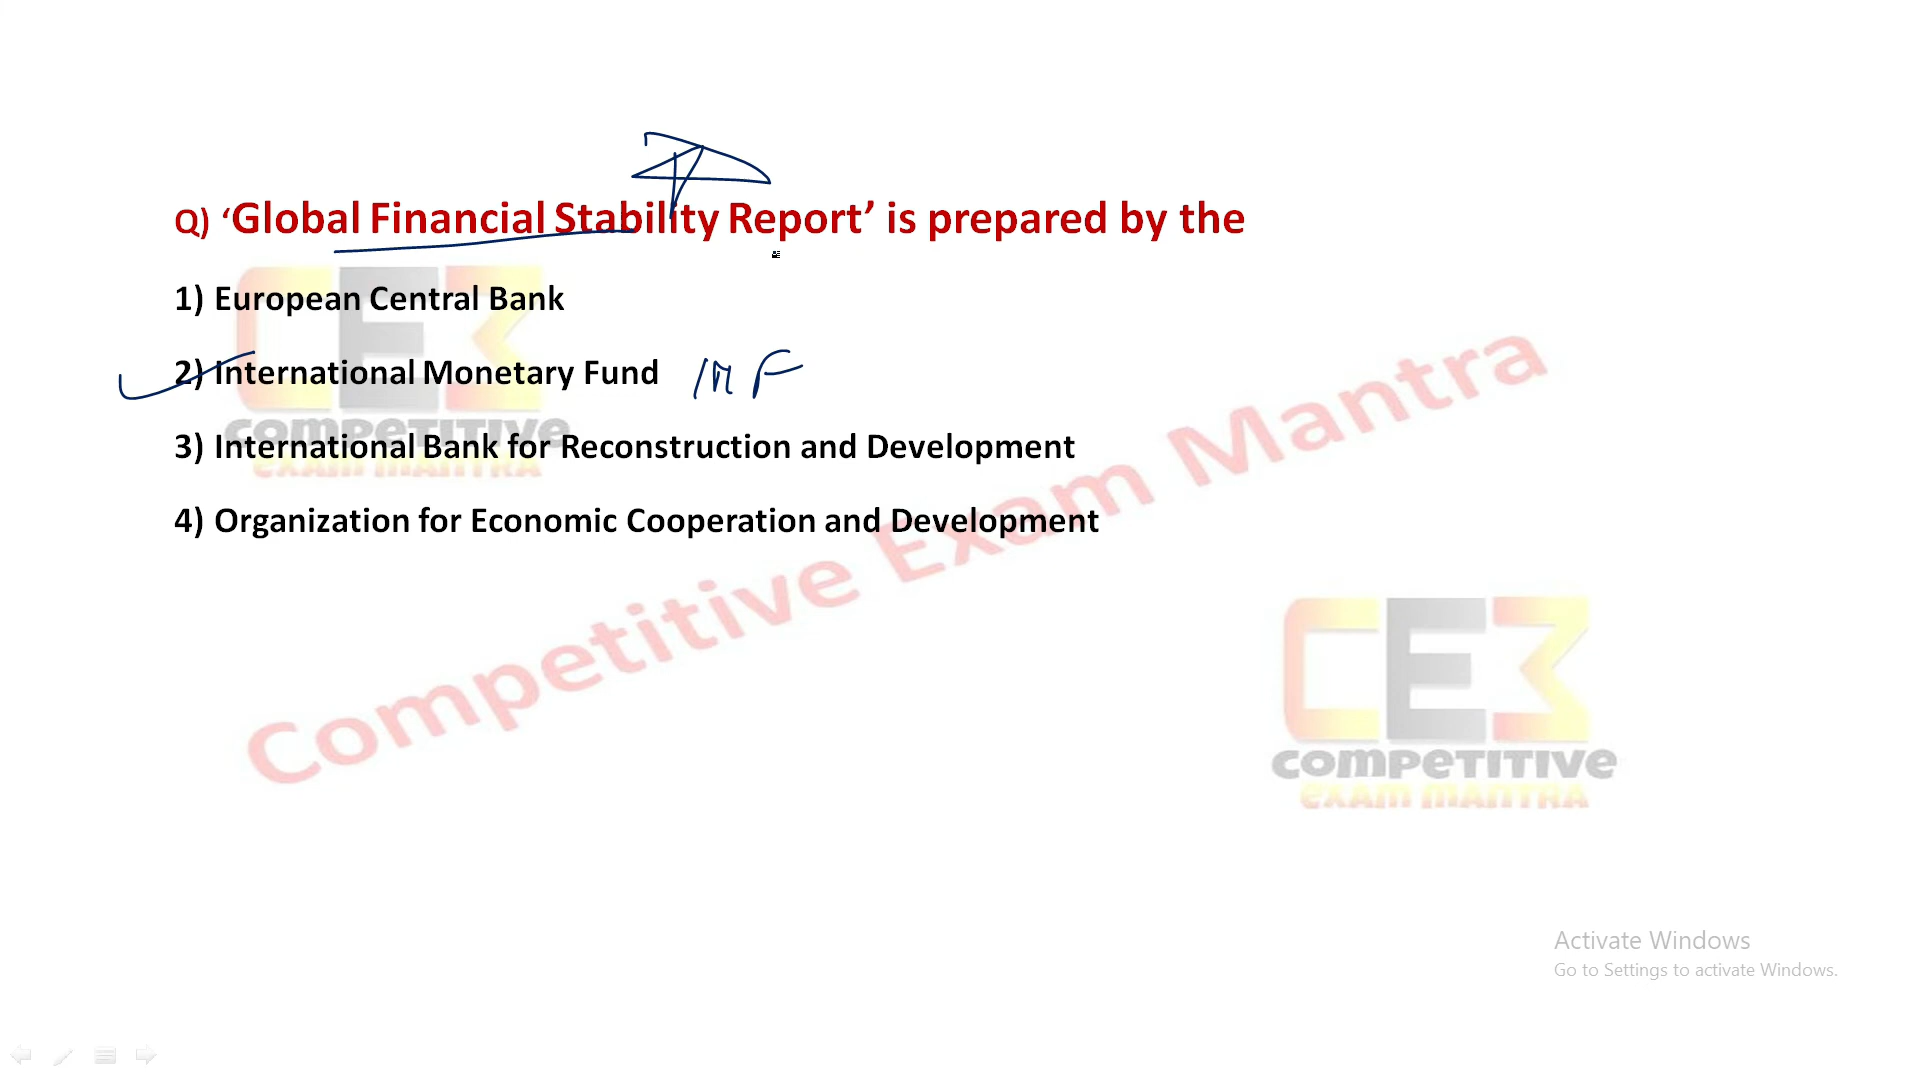 Q) ‘Global Financial Stability Report’ is prepared by the
1) European Central Bank
2) International Monetary Fund IMF
3) International Bank for Reconstruction and Development
4) Organization for Economic Cooperation and Development
CEM
COMPETITIVE
EXAM MANTRA
Competitive Exam Mantra
CEM
COMPETITIVE
EXAM MANTRA
Activate Windows
Go to Settings to activate Windows.